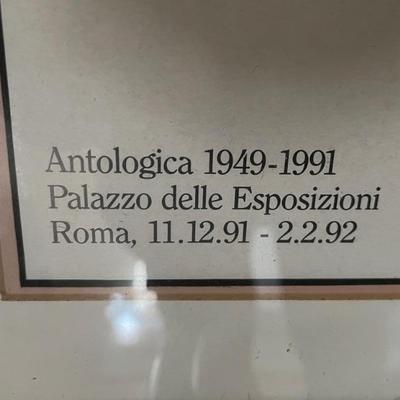 Antologica 1949-1991
Palazzo delle Esposizioni
Roma, 11.12.91 - 2.2.92